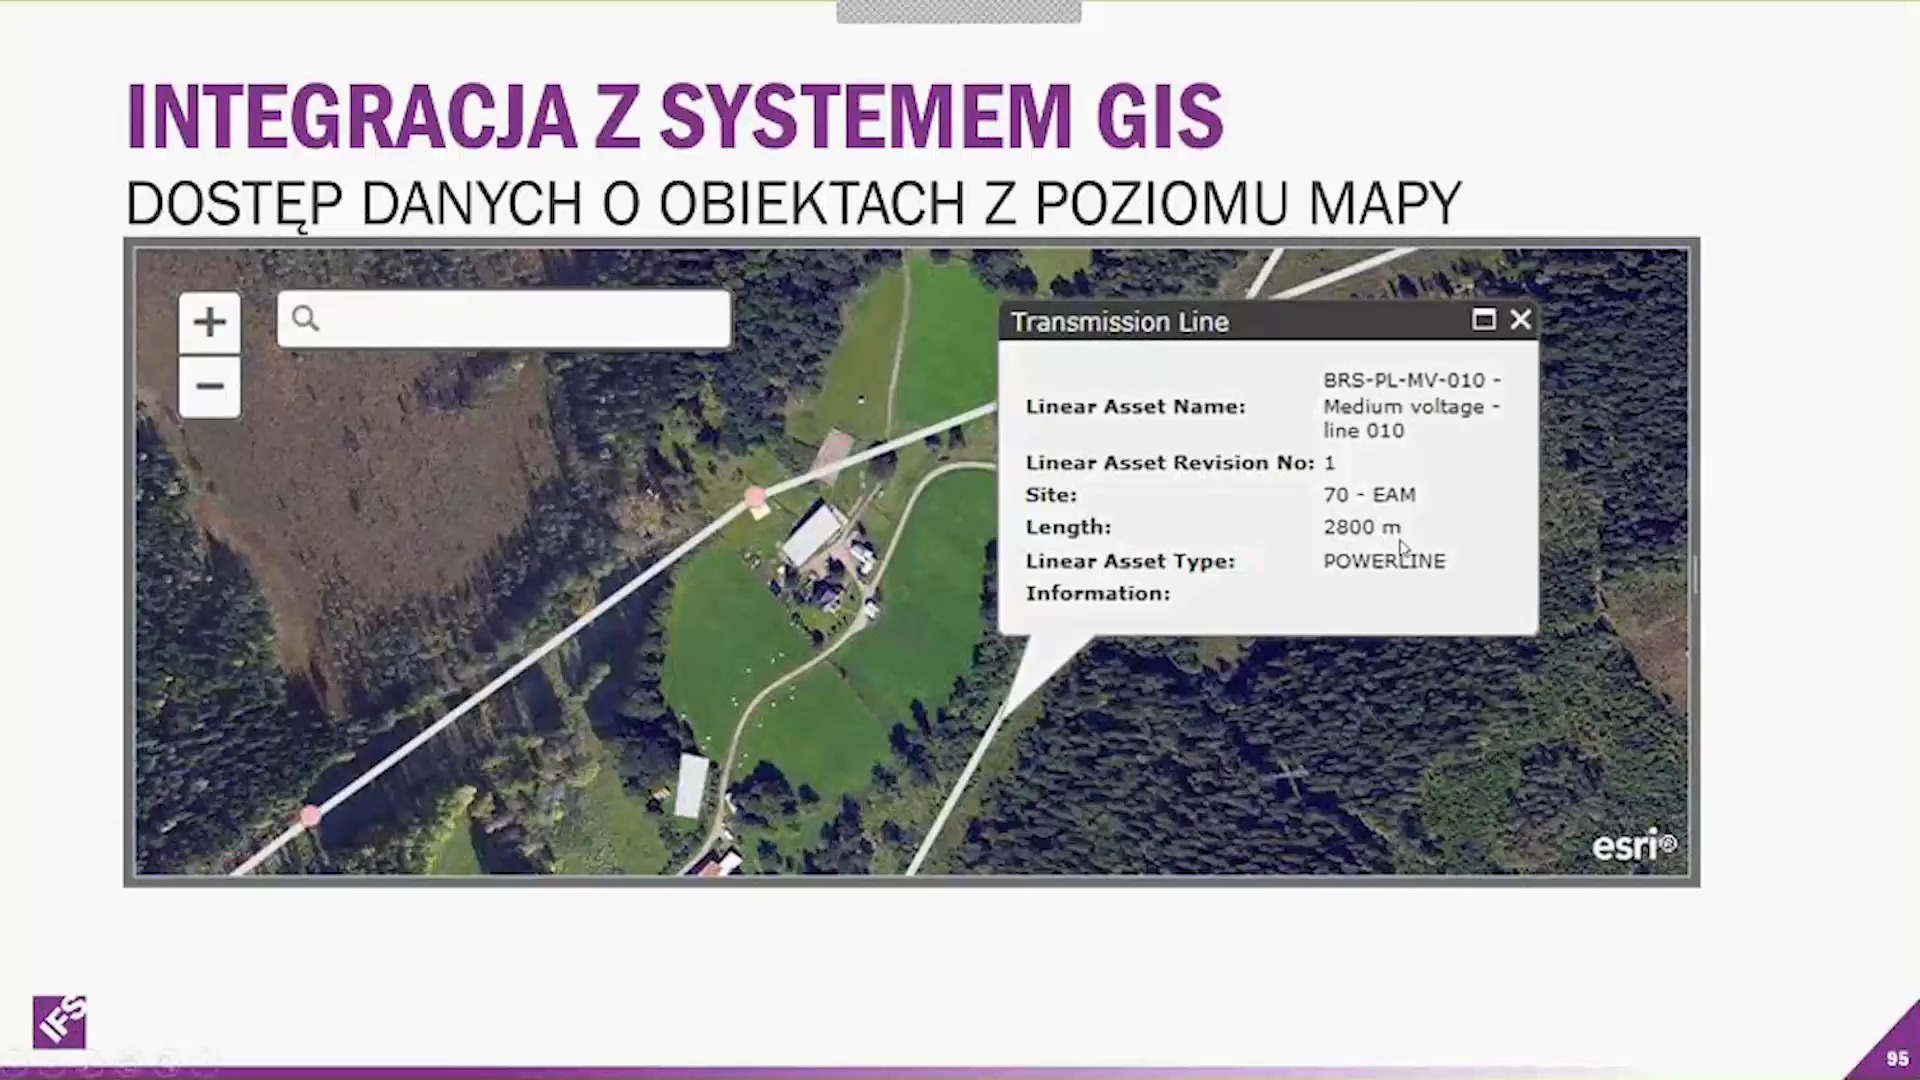 INTEGRACJA Z SYSTEMEM GIS
DOSTĘP DANYCH O OBIEKTACH Z POZIOMU MAPY
Transmission Line
Linear Asset Name:
BRS-PL-MV-010 -
Medium voltage -
line 010
Linear Asset Revision No: 1
Site: 70 - EAM
Length: 2800 m
Linear Asset Type: POWERLINE
Information:
esri®
IFS
95